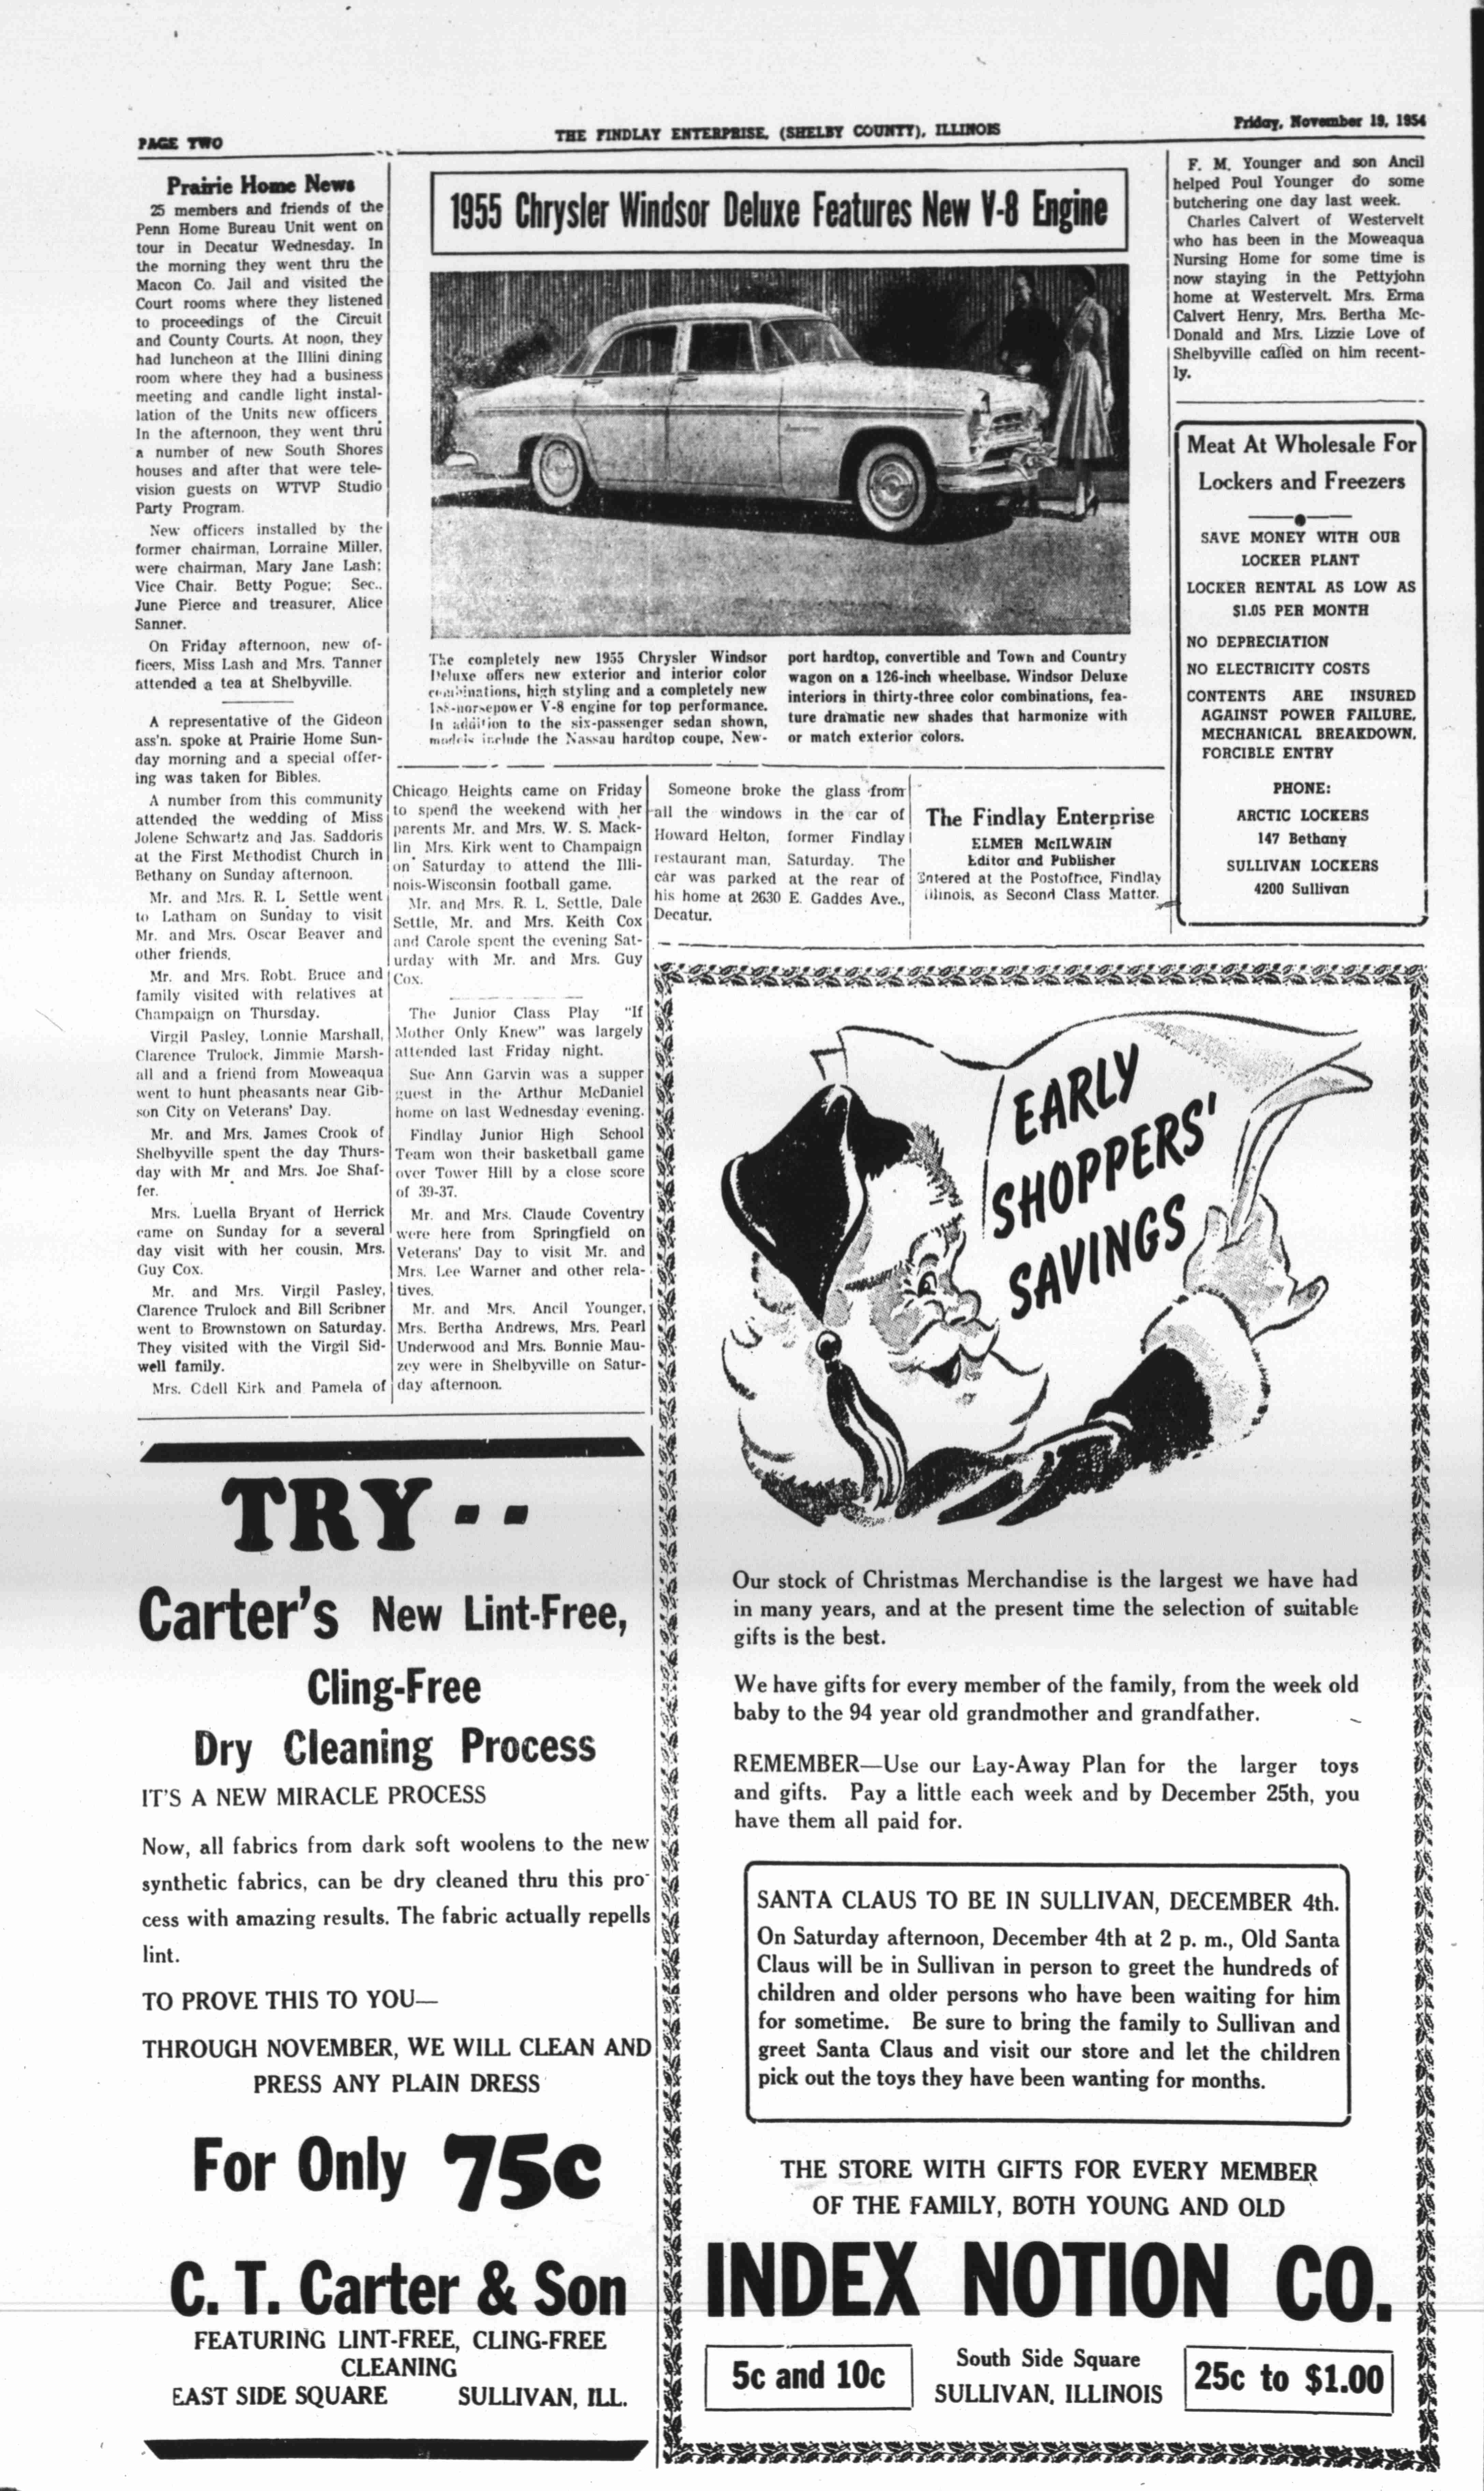 PAGE TWO
THE FINDLAY ENTERPRISE, (SHELBY COUNTY), ILLINOIS
Friday, November 19, 1954
Prairie Home News
25 members and friends of the
Penn Home Bureau Unit went on
tour in Decatur Wednesday. In
the morning they went thru the
Macon Co. Jail and visited the
Court rooms where they listened
to proceedings of the Circuit
and County Courts. At noon, they
had luncheon at the Illini dining
room where they had a business
meeting and candle light instal-
lation of the Units new officers.
In the afternoon, they went thru
a number of new South Shores
houses and after that were tele-
vision guests on WTVP Studio
Party Program.
New officers installed by the
former chairman, Lorraine Miller,
were chairman, Mary Jane Lash;
Vice Chair. Betty Pogue; Sec..
June Pierce and treasurer, Alice
Sanner.
On Friday afternoon, new of-
ficers, Miss Lash and Mrs. Tanner
attended a tea at Shelbyville.
A representative of the Gideon
ass'n. spoke at Prairie Home Sun-
day morning and a special offer-
ing was taken for Bibles.
A number from this community
attended the wedding of Miss
Jolene Schwartz and Jas. Saddoris
at the First Methodist Church in
Bethany on Sunday afternoon.
Mr. and Mrs. R. L. Settle went
to Latham on Sunday to visit
Mr. and Mrs. Oscar Beaver and
other friends.
Mr. and Mrs. Robt. Bruce and
family visited with relatives at
Champaign on Thursday.
Virgil Pasley, Lonnie Marshall,
Clarence Trulock, Jimmie Marsh-
all and a friend from Moweaqua
went to hunt pheasants near Gib-
son City on Veterans' Day.
Mr. and Mrs. James Crook of
Shelbyville spent the day Thurs-
day with Mr. and Mrs. Joe Shaf-
fer.
Mrs. Luella Bryant of Herrick
came on Sunday for a several
day visit with her cousin, Mrs.
Guy Cox.
Mr. and Mrs. Virgil Pasley,
Clarence Trulock and Bill Scribner
went to Brownstown on Saturday.
They visited with the Virgil Sid-
well family.
Mrs. Odell Kirk and Pamela of
1955 Chrysler Windsor Deluxe Features New V-8 Engine
The completely new 1955 Chrysler Windsor
Deluxe offers new exterior and interior color
combinations, high styling and a completely new
188-horsepower V-8 engine for top performance.
In addition to the six-passenger sedan shown,
models include the Nassau hardtop coupe, New-
port hardtop, convertible and Town and Country
wagon on a 126-inch wheelbase. Windsor Deluxe
interiors in thirty-three color combinations, fea-
ture dramatic new shades that harmonize with
or match exterior colors.
Chicago Heights came on Friday
to spend the weekend with her
parents Mr. and Mrs. W. S. Mack-
lin. Mrs. Kirk went to Champaign
on Saturday to attend the Illi-
nois-Wisconsin football game.
Mr. and Mrs. R. L. Settle, Dale
Settle, Mr. and Mrs. Keith Cox
and Carole spent the evening Sat-
urday with Mr. and Mrs. Guy
Cox.
The Junior Class Play "If
Mother Only Knew" was largely
attended last Friday night.
Sue Ann Garvin was a supper
guest in the Arthur McDaniel
home on last Wednesday evening.
Findlay Junior High School
Team won their basketball game
over Tower Hill by a close score
of 39-37.
Mr. and Mrs. Claude Coventry
were here from Springfield on
Veterans' Day to visit Mr. and
Mrs. Lee Warner and other rela-
tives.
Mr. and Mrs. Ancil Younger,
Mrs. Bertha Andrews, Mrs. Pearl
Underwood and Mrs. Bonnie Mau-
zey were in Shelbyville on Satur-
day afternoon.
Someone broke the glass from
all the windows in the car of
Howard Helton, former Findlay
restaurant man, Saturday. The
car was parked at the rear of
his home at 2630 E. Gaddes Ave.,
Decatur.
The Findlay Enterprise
ELMER McILWAIN
Editor and Publisher
Entered at the Postoffice, Findlay
Illinois, as Second Class Matter.
F. M. Younger and son Ancil
helped Poul Younger do some
butchering one day last week.
Charles Calvert of Westervelt
who has been in the Moweaqua
Nursing Home for some time is
now staying in the Pettyjohn
home at Westervelt. Mrs. Erma
Calvert Henry, Mrs. Bertha Mc-
Donald and Mrs. Lizzie Love of
Shelbyville called on him recent-
ly.
Meat At Wholesale For
Lockers and Freezers
SAVE MONEY WITH OUR
LOCKER PLANT
LOCKER RENTAL AS LOW AS
$1.05 PER MONTH
NO DEPRECIATION
NO ELECTRICITY COSTS
CONTENTS ARE INSURED
AGAINST POWER FAILURE,
MECHANICAL BREAKDOWN,
FORCIBLE ENTRY
PHONE:
ARCTIC LOCKERS
147 Bethany
SULLIVAN LOCKERS
4200 Sullivan
TRY--
Carter's New Lint-Free,
Cling-Free
Dry Cleaning Process
IT'S A NEW MIRACLE PROCESS
Now, all fabrics from dark soft woolens to the new
synthetic fabrics, can be dry cleaned thru this pro-
cess with amazing results. The fabric actually repells
lint.
TO PROVE THIS TO YOU—
THROUGH NOVEMBER, WE WILL CLEAN AND
PRESS ANY PLAIN DRESS
For Only 75c
C. T. Carter & Son
FEATURING LINT-FREE, CLING-FREE
CLEANING
EAST SIDE SQUARE SULLIVAN, ILL.
EARLY
SHOPPERS'
SAVINGS
Our stock of Christmas Merchandise is the largest we have had
in many years, and at the present time the selection of suitable
gifts is the best.
We have gifts for every member of the family, from the week old
baby to the 94 year old grandmother and grandfather.
REMEMBER—Use our Lay-Away Plan for the larger toys
and gifts. Pay a little each week and by December 25th, you
have them all paid for.
SANTA CLAUS TO BE IN SULLIVAN, DECEMBER 4th.
On Saturday afternoon, December 4th at 2 p. m., Old Santa
Claus will be in Sullivan in person to greet the hundreds of
children and older persons who have been waiting for him
for sometime. Be sure to bring the family to Sullivan and
greet Santa Claus and visit our store and let the children
pick out the toys they have been wanting for months.
THE STORE WITH GIFTS FOR EVERY MEMBER
OF THE FAMILY, BOTH YOUNG AND OLD
INDEX NOTION CO.
5c and 10c
South Side Square
SULLIVAN, ILLINOIS
25c to $1.00